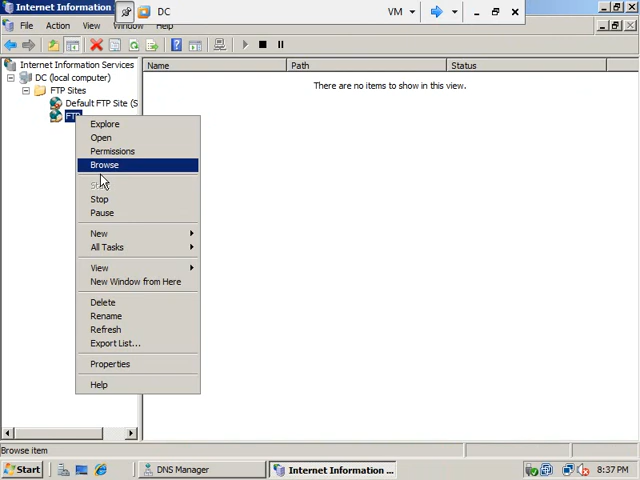 Internet Information
DC
VM
File Action View Window Help
Internet Information Services
DC (local computer)
FTP Sites
Default FTP Site (S
FTP
Name Path Status
There are no items to show in this view.
Explore
Open
Permissions
Browse
Stop
Pause
New
All Tasks
View
New Window from Here
Delete
Rename
Refresh
Export List...
Properties
Help
Browse item
Start
DNS Manager
Internet Information ...
8:37 PM